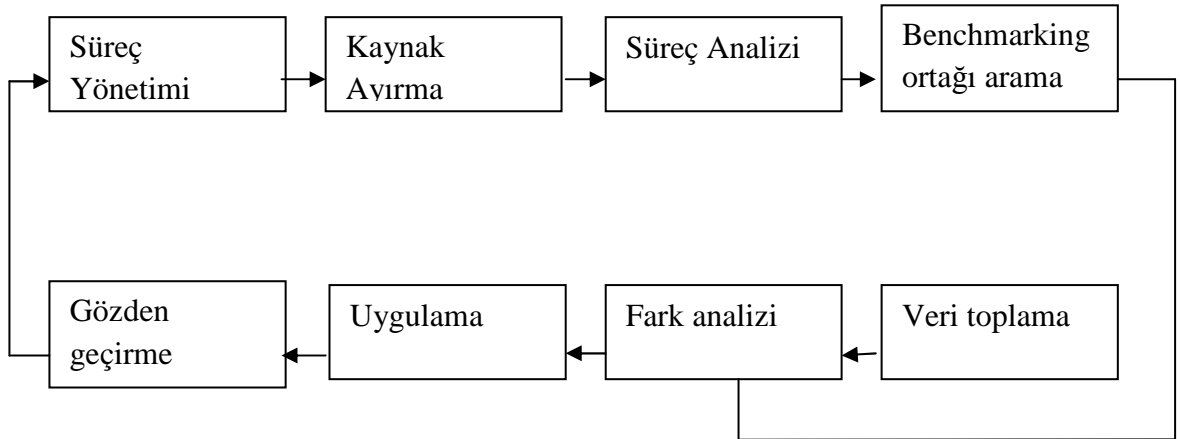 Süreç
Yönetimi
Kaynak
Ayırma
Süreç Analizi
Benchmarking
ortağı arama
Gözden
geçirme
Uygulama
Fark analizi
Veri toplama